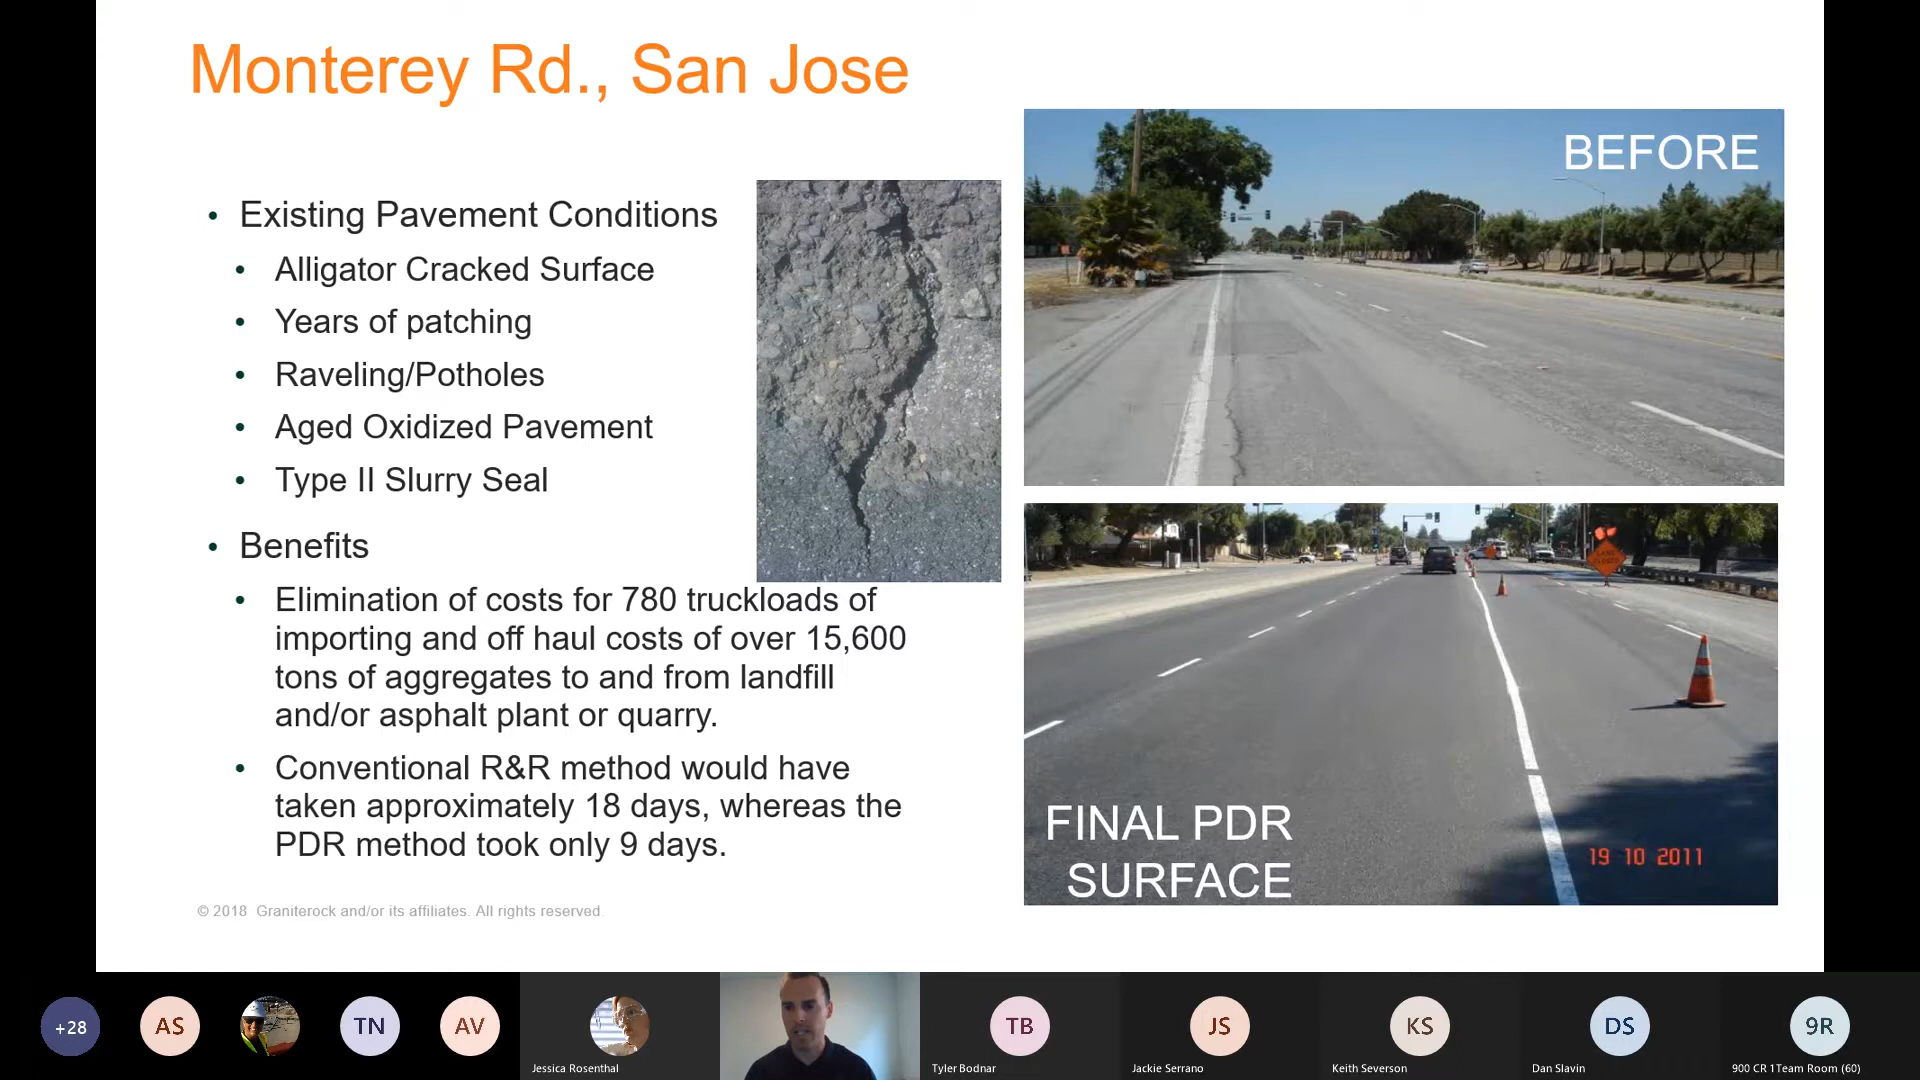 Monterey Rd., San Jose
• Existing Pavement Conditions
• Alligator Cracked Surface
• Years of patching
• Raveling/Potholes
• Aged Oxidized Pavement
• Type II Slurry Seal
• Benefits
• Elimination of costs for 780 truckloads of
importing and off haul costs of over 15,600
tons of aggregates to and from landfill
and/or asphalt plant or quarry.
• Conventional R&R method would have
taken approximately 18 days, whereas the
PDR method took only 9 days.
© 2018 Graniterock and/or its affiliates. All rights reserved.
BEFORE
LANE
CLOSED
FINAL PDR
SURFACE
19 10 2011
+28
AS
TN
AV
Jessica Rosenthal
TB
Tyler Bodnar
JS
Jackie Serrano
KS
Keith Severson
DS
Dan Slavin
9R
900 CR 1Team Room (60)